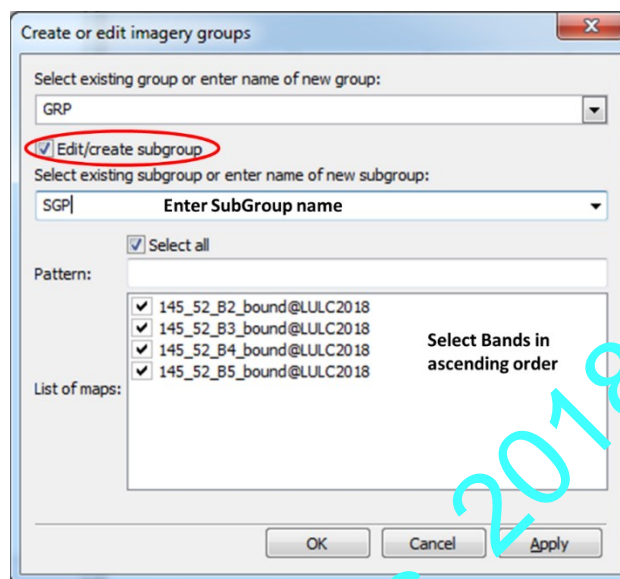 Create or edit imagery groups
Select existing group or enter name of new group:
GRP
Edit/create subgroup
Select existing subgroup or enter name of new subgroup:
SGP Enter SubGroup name
Select all
Pattern:
145_52_B2_bound@LULC2018
145_52_B3_bound@LULC2018
145_52_B4_bound@LULC2018
145_52_B5_bound@LULC2018
Select Bands in
ascending order
List of maps:
OK Cancel Apply
2018